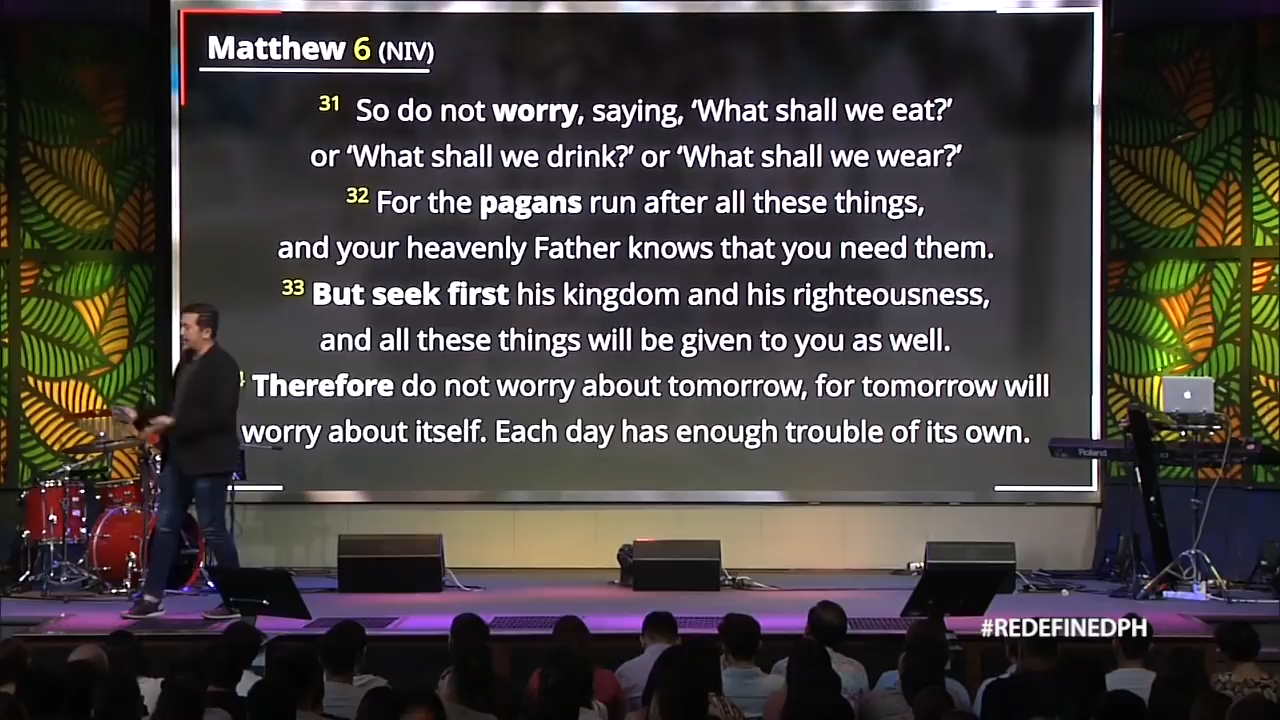 Matthew 6 (NIV)
31 So do not worry, saying, ‘What shall we eat?’
or ‘What shall we drink?’ or ‘What shall we wear?’
32 For the pagans run after all these things,
and your heavenly Father knows that you need them.
33 But seek first his kingdom and his righteousness,
and all these things will be given to you as well.
Therefore do not worry about tomorrow, for tomorrow will
worry about itself. Each day has enough trouble of its own.
Roland
#REDEFINEDPH